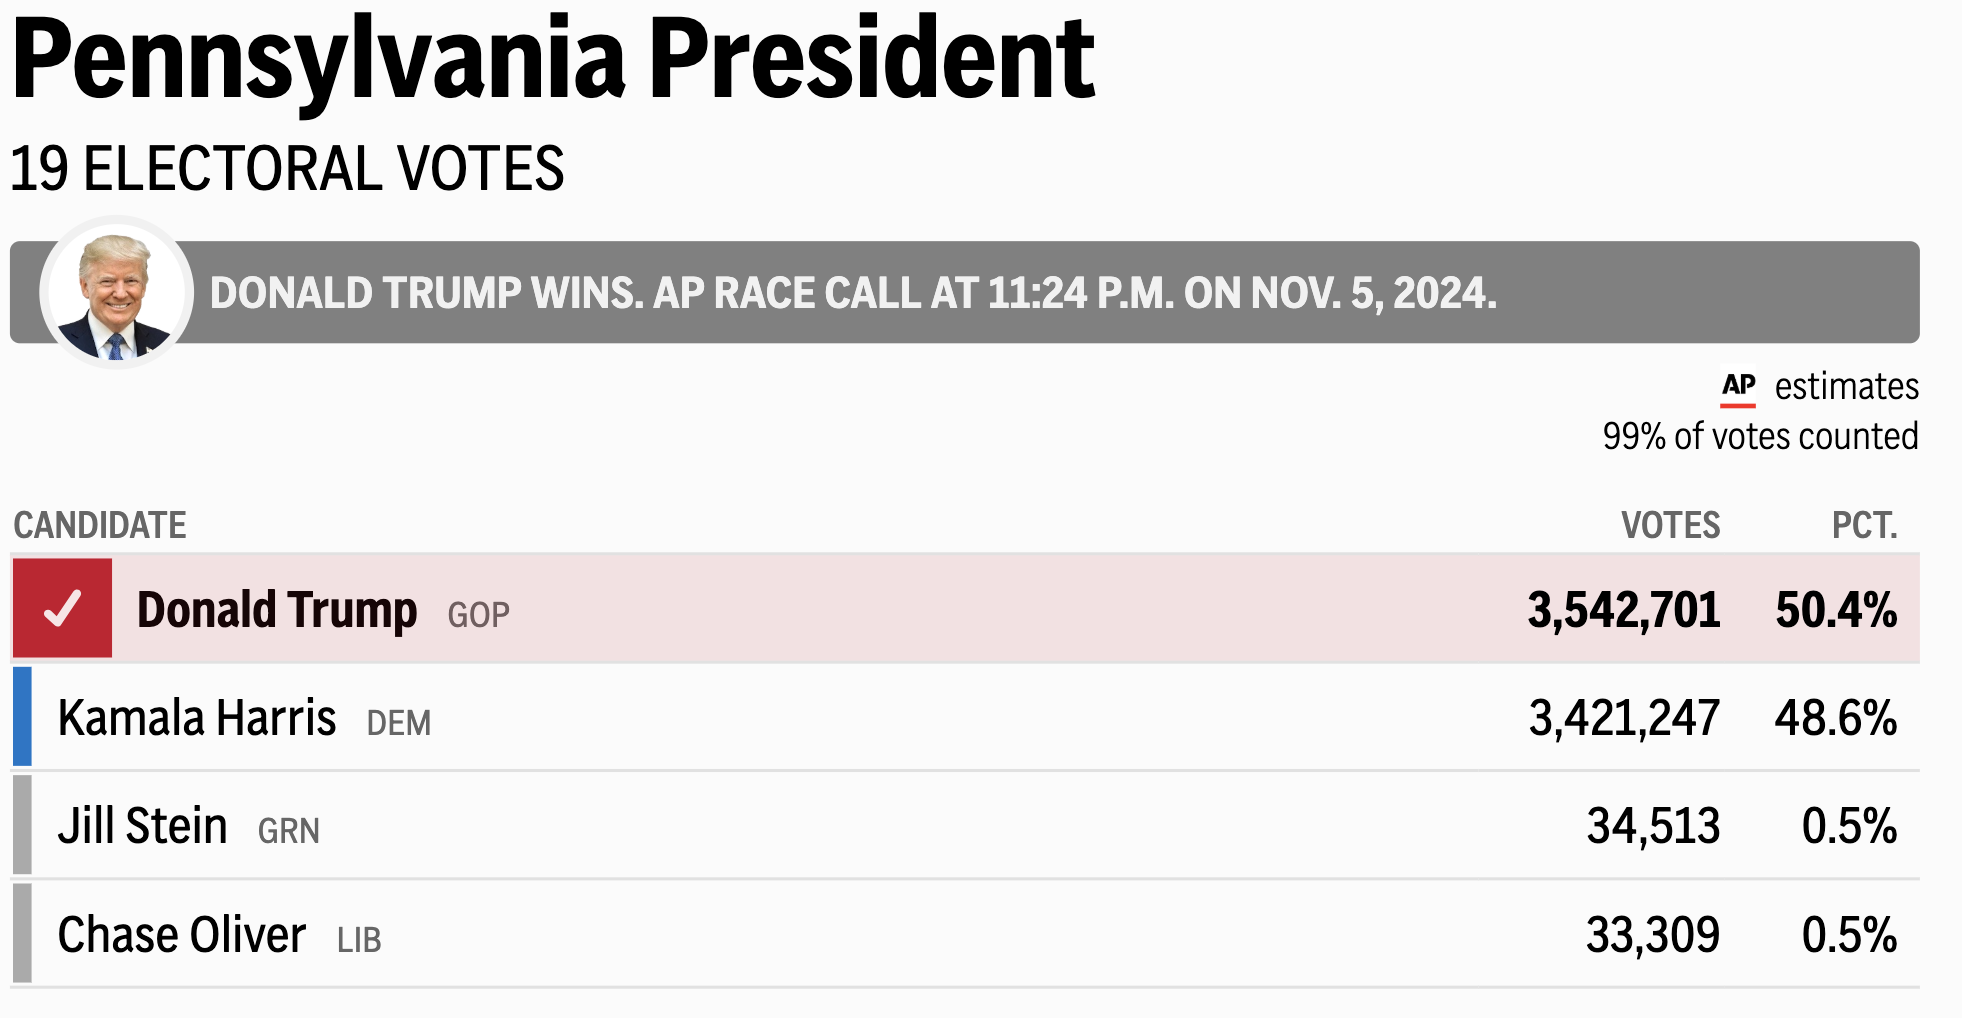 Pennsylvania President
19 ELECTORAL VOTES
DONALD TRUMP WINS. AP RACE CALL AT 11:24 P.M. ON NOV. 5, 2024.
AP estimates
99% of votes counted
CANDIDATE VOTES PCT.
Donald Trump GOP 3,542,701 50.4%
Kamala Harris DEM 3,421,247 48.6%
Jill Stein GRN 34,513 0.5%
Chase Oliver LIB 33,309 0.5%